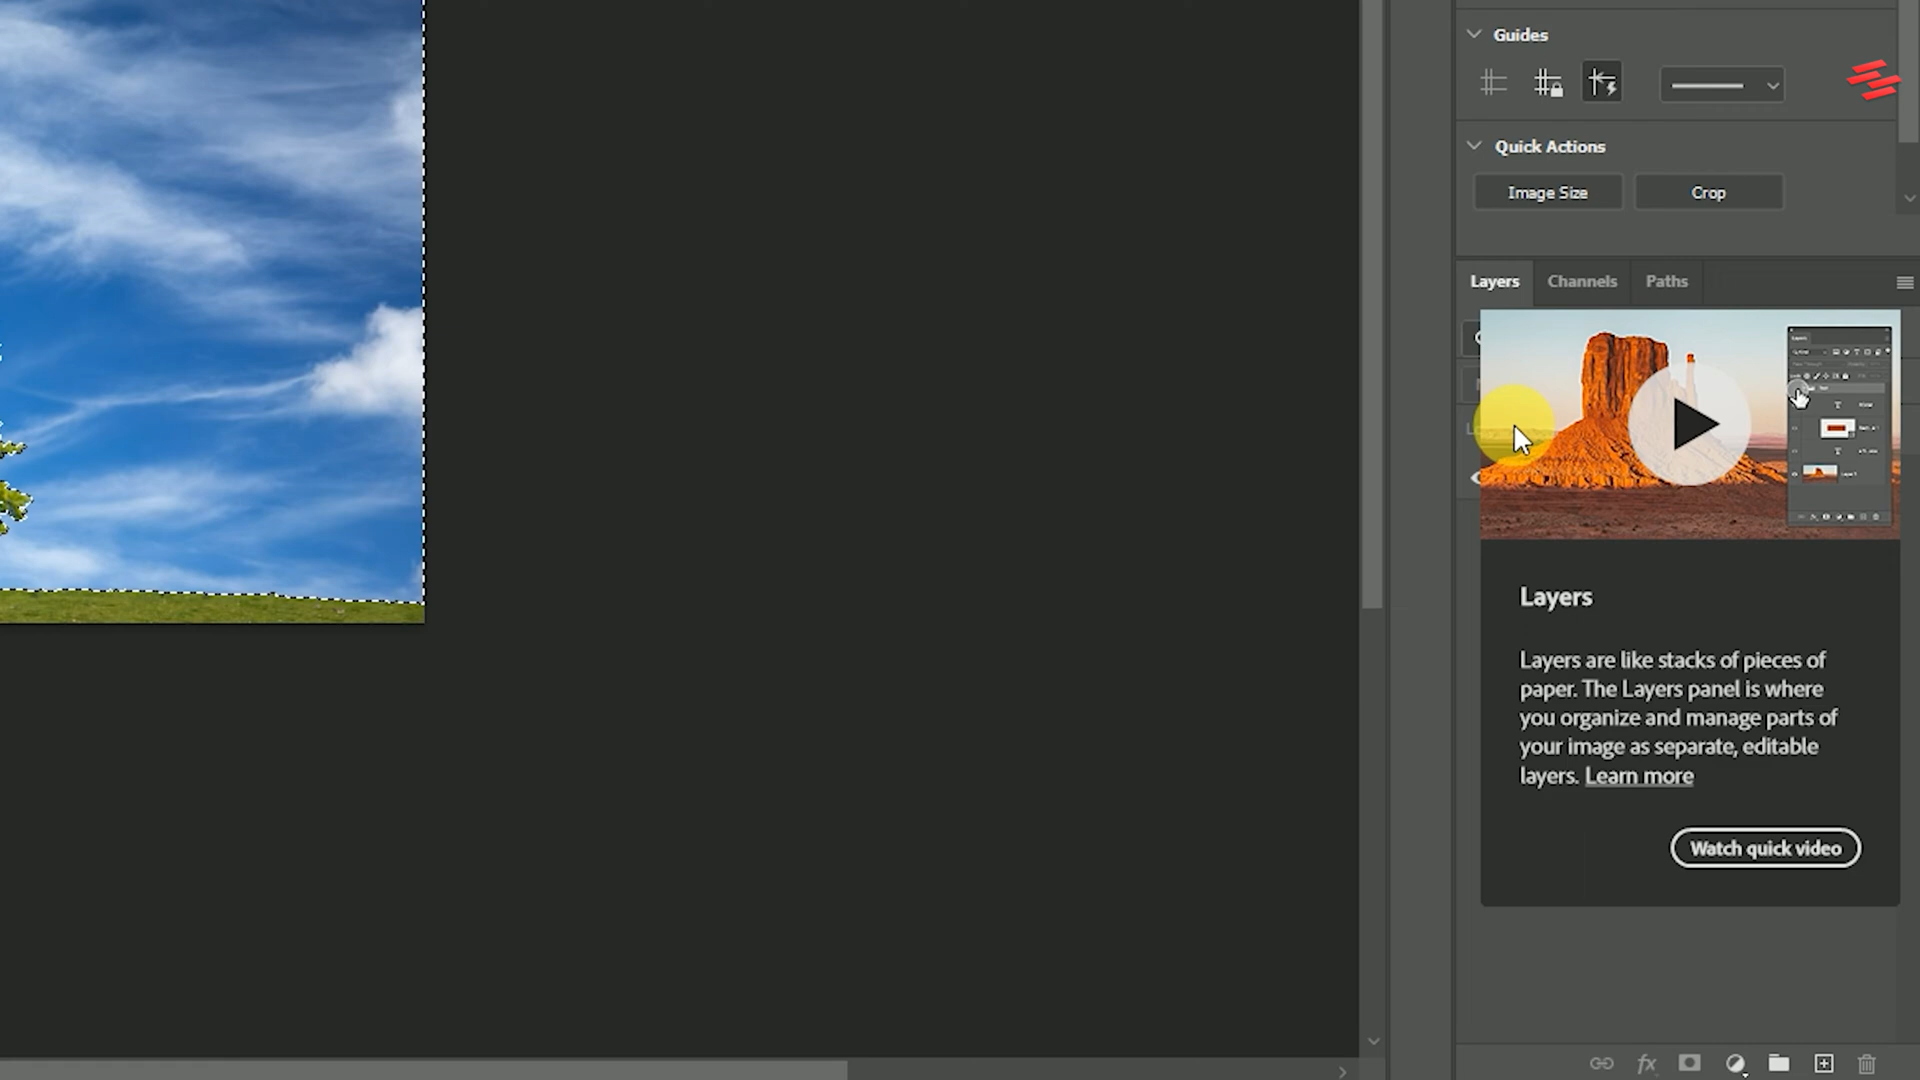 Guides
Quick Actions
Image Size
Crop
Layers
Channels
Paths
Layers
Layers are like stacks of pieces of
paper. The Layers panel is where
you organize and manage parts of
your image as separate, editable
layers. Learn more
Watch quick video
fx